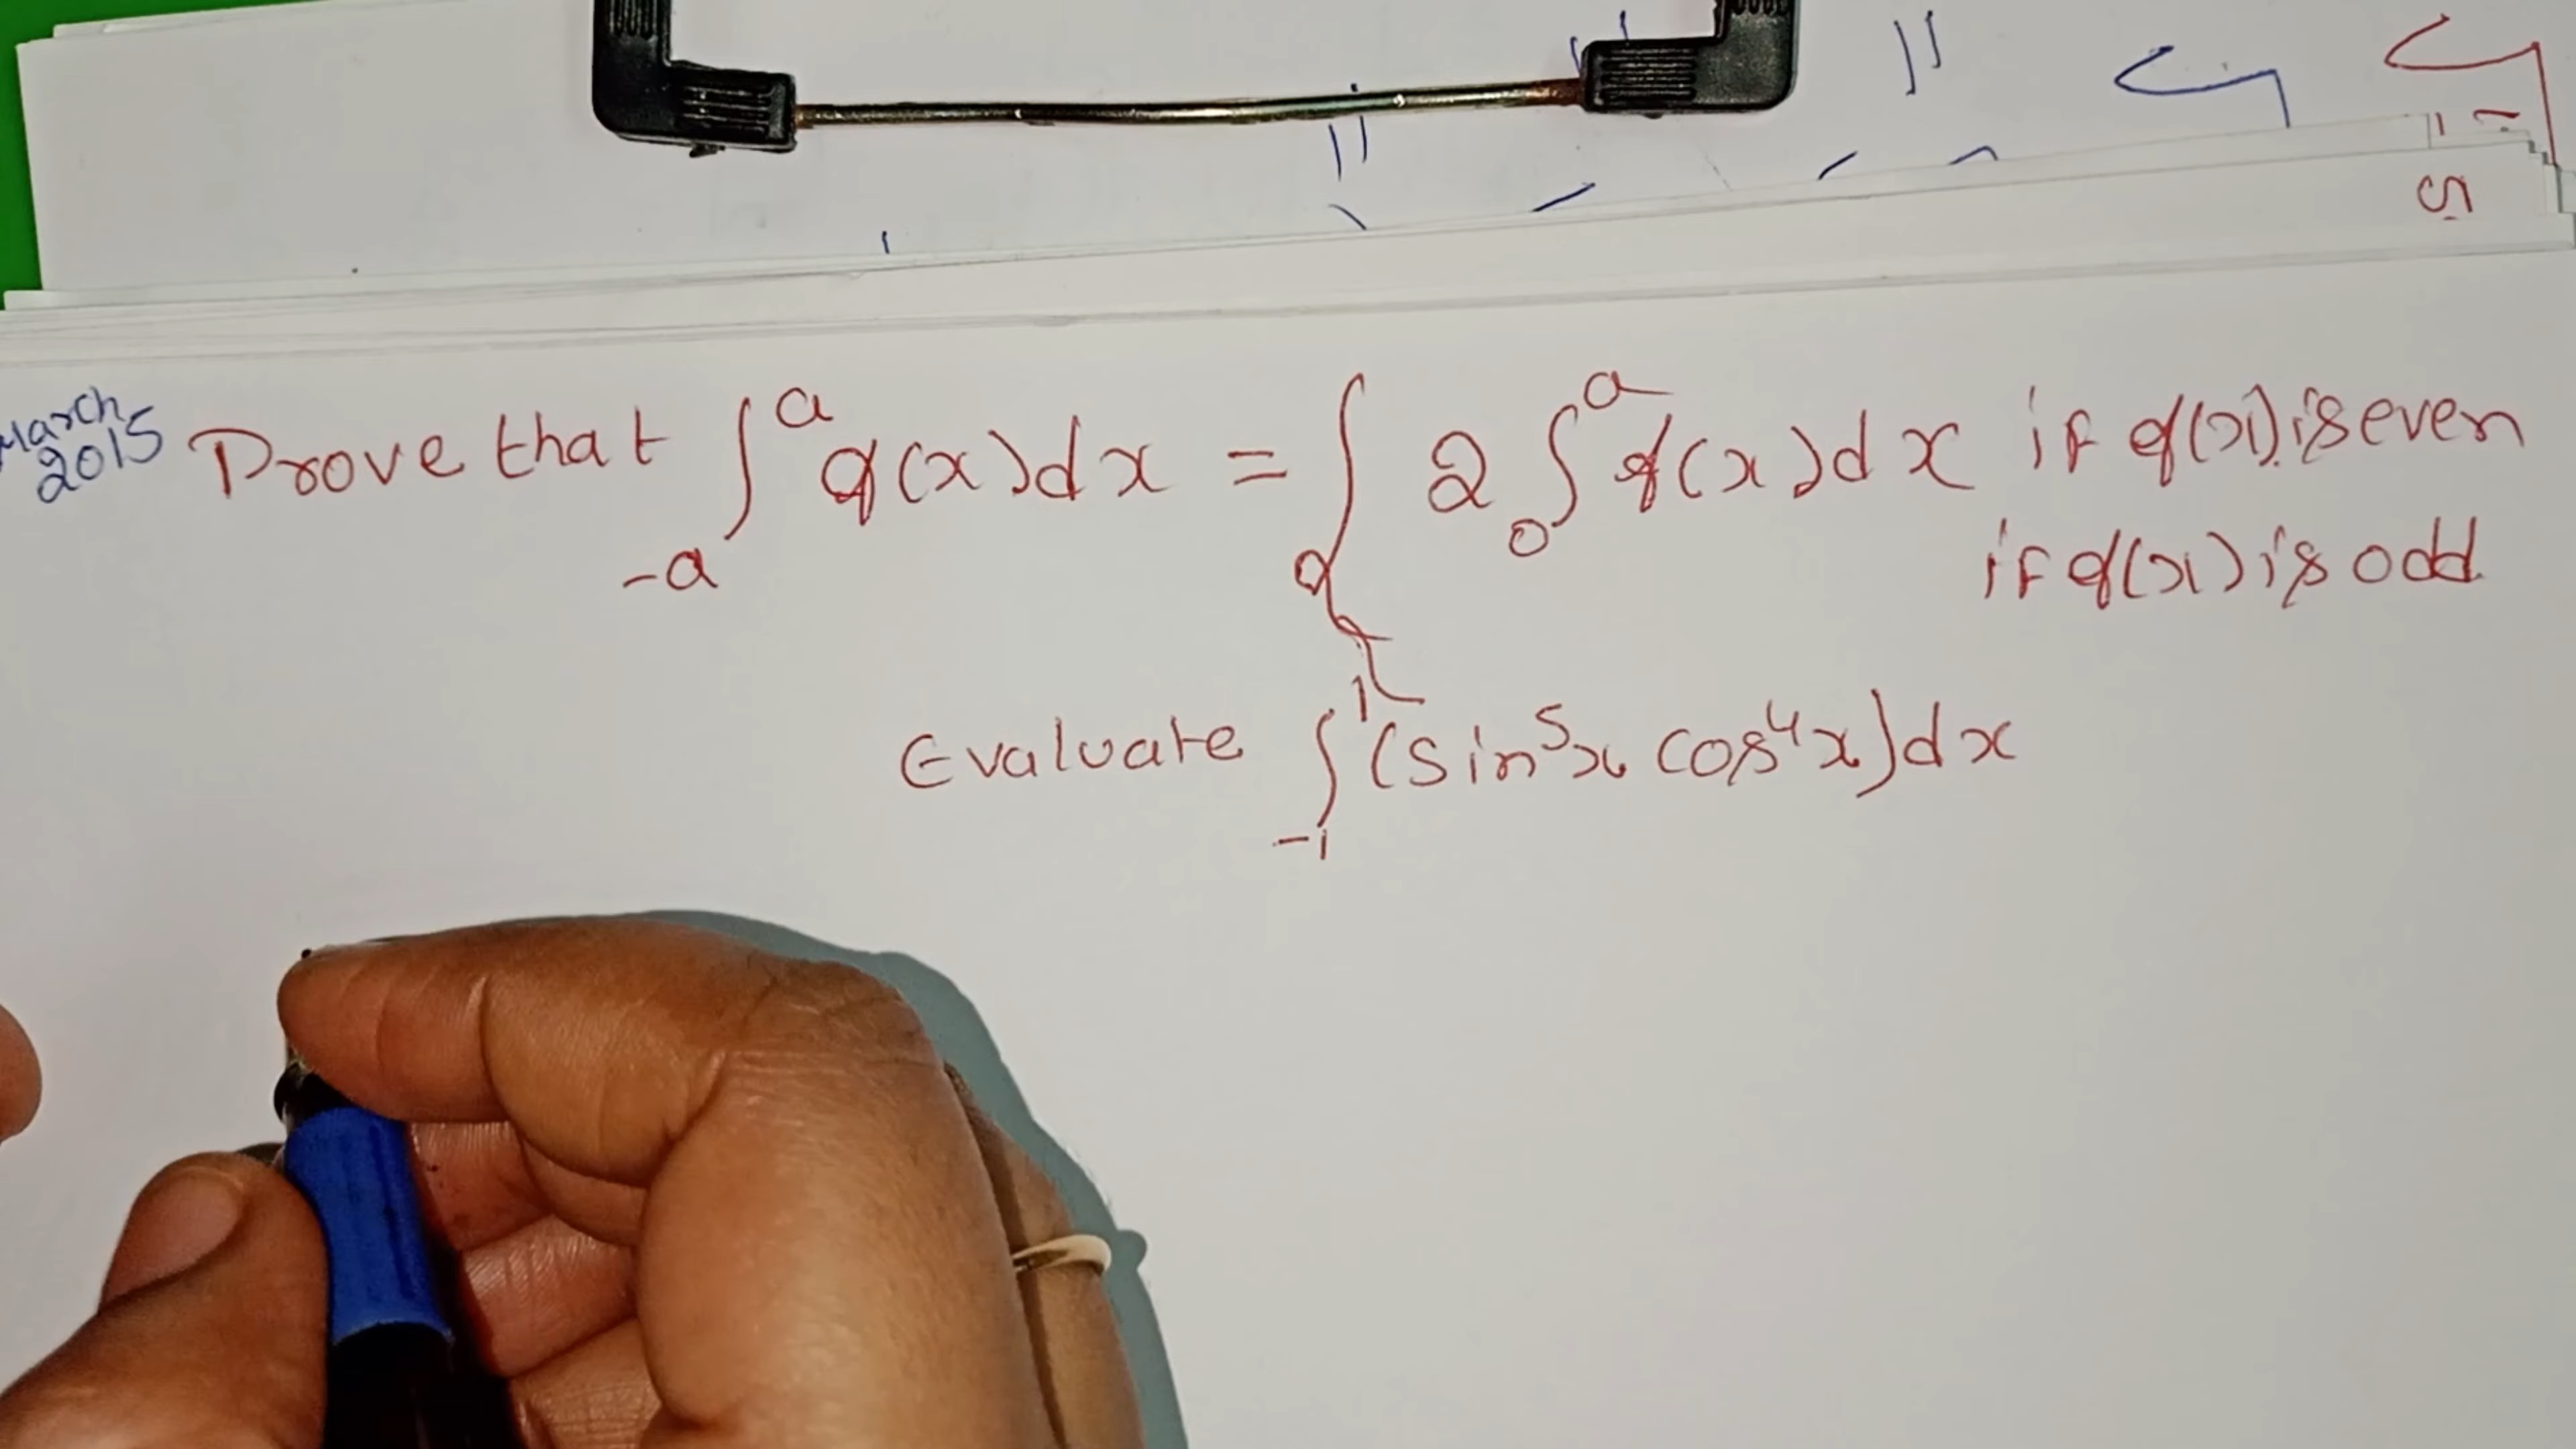 March
2015
Prove that ∫_{-a}^{a} f(x)dx = { 2 ∫_{0}^{a} f(x)dx if f(x) is even
0 if f(x) is odd
Evaluate ∫_{-1}^{1} (sin⁵x cos⁴x)dx